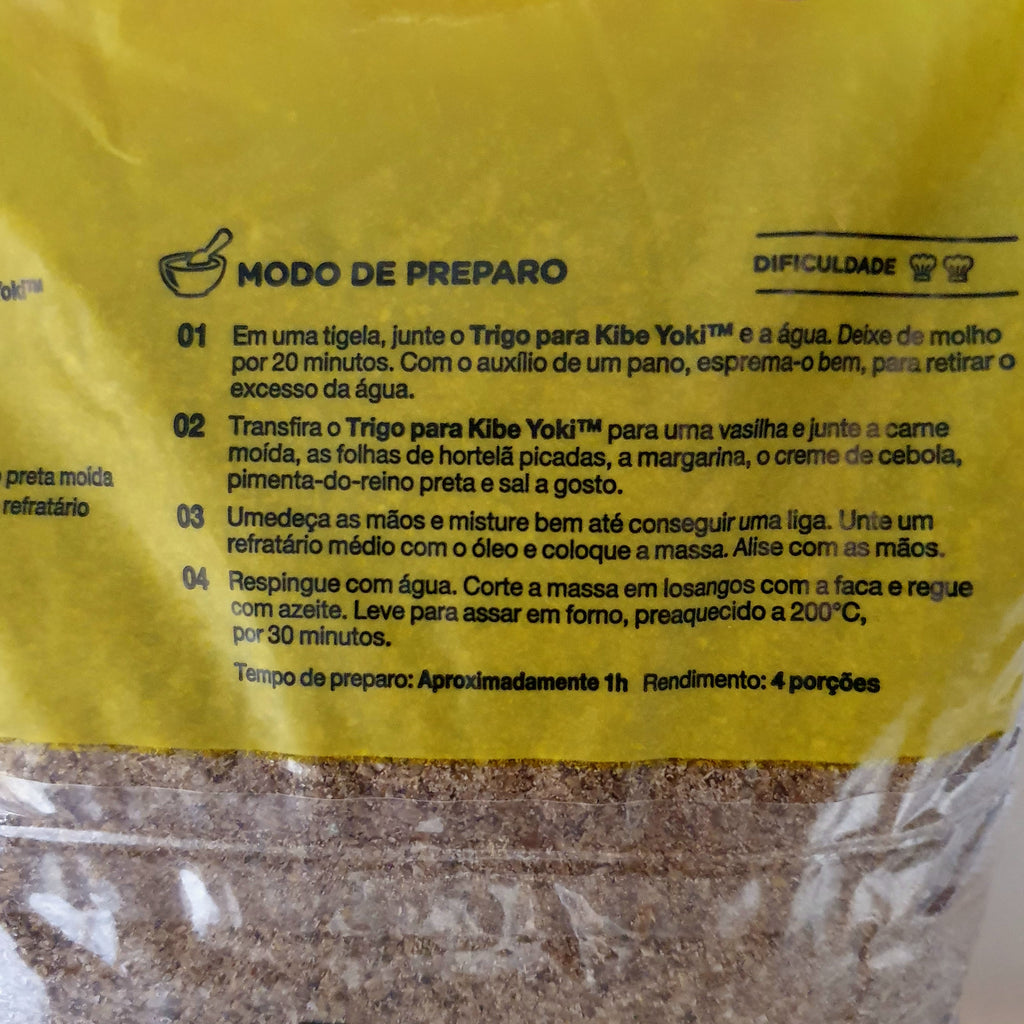 MODO DE PREPARO
DIFICULDADE
oki™
01 Em uma tigela, junte o Trigo para Kibe Yoki™ e a água. Deixe de molho
por 20 minutos. Com o auxílio de um pano, esprema-o bem, para retirar o
excesso da água.
02 Transfira o Trigo para Kibe Yoki™ para uma vasilha e junte a carne
moída, as folhas de hortelã picadas, a margarina, o creme de cebola,
pimenta-do-reino preta e sal a gosto.
preta moída
refratário
03 Umedeça as mãos e misture bem até conseguir uma liga. Unte um
refratário médio com o óleo e coloque a massa. Alise com as mãos.
04 Respingue com água. Corte a massa em losangos com a faca e regue
com azeite. Leve para assar em forno, preaquecido a 200°C,
por 30 minutos.
Tempo de preparo: Aproximadamente 1h Rendimento: 4 porções